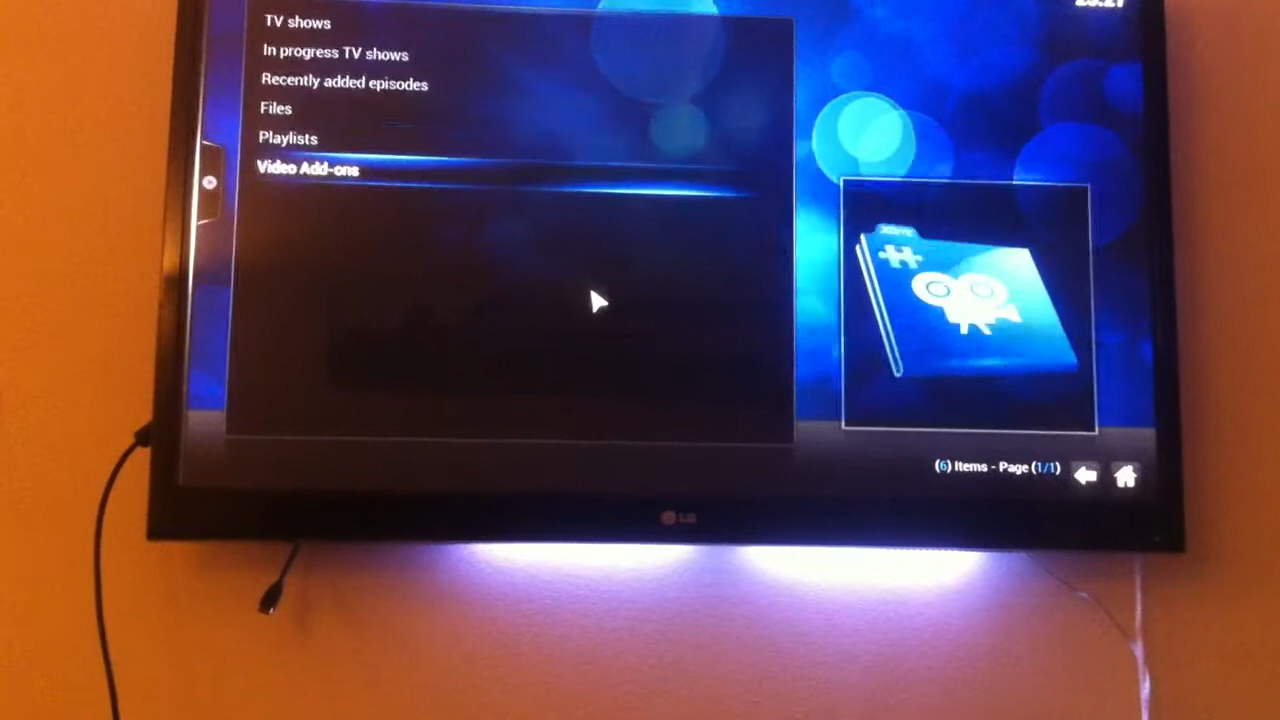 TV shows
In progress TV shows
Recently added episodes
Files
Playlists
Video Add-ons
(6) Items - Page (1/1)
LG